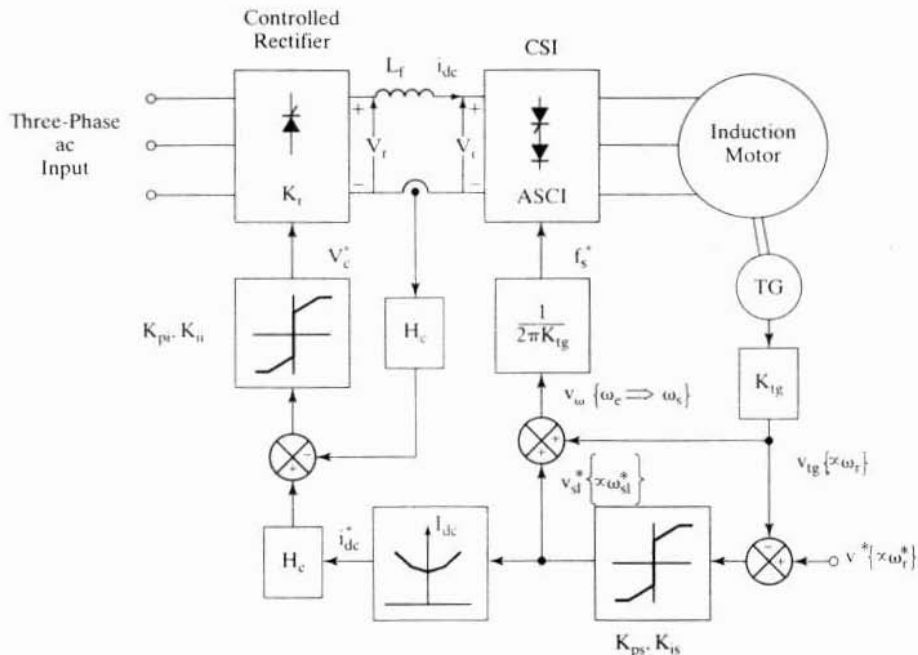 Controlled
Rectifier
CSI
L_f
i_dc
Three-Phase
ac
Input
+
+
V_r
V_i
−
−
K_r
ASCI
Induction
Motor
V_c^*
f_s^*
TG
K_pi, K_ii
H_c
1
2πK_tg
K_tg
v_ω {ω_e ⟹ ω_s}
−
+
+
+
v_tg {∝ω_r}
v_sl^* {∝ω_sl^*}
H_c
i_dc^*
I_dc
−
+
v^* {∝ω_r^*}
K_ps, K_is